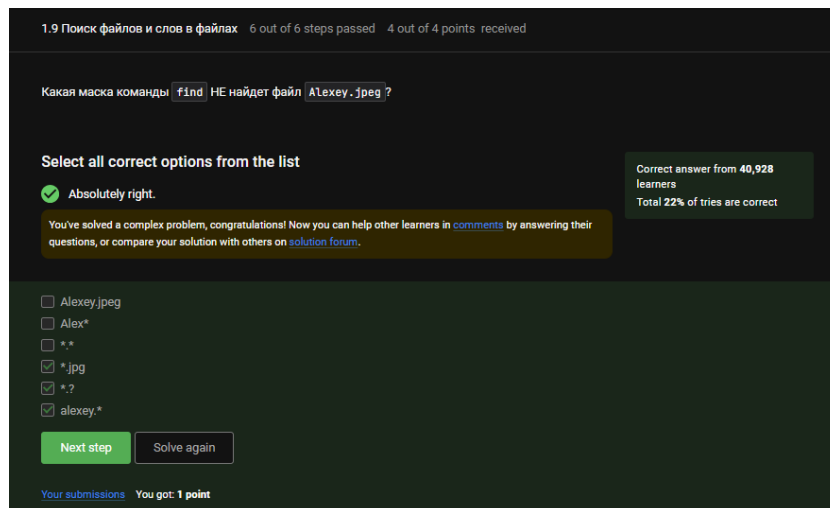 1.9 Поиск файлов и слов в файлах 6 out of 6 steps passed 4 out of 4 points received
Какая маска команды find НЕ найдет файл Alexey.jpeg?
Select all correct options from the list
Absolutely right.
You've solved a complex problem, congratulations! Now you can help other learners in comments by answering their
questions, or compare your solution with others on solution forum.
Correct answer from 40,928
learners
Total 22% of tries are correct
Alexey.jpeg
Alex*
*.*
*.jpg
*.?
alexey.*
Next step Solve again
Your submissions You got: 1 point